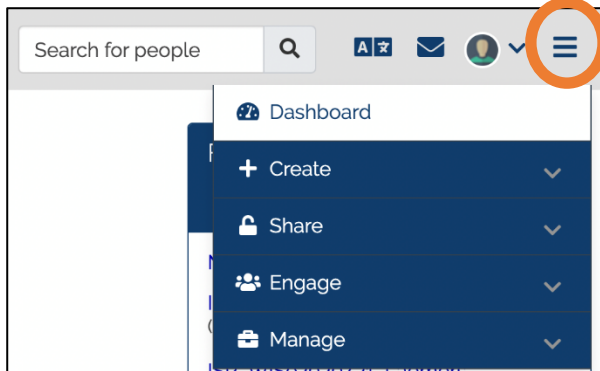 Search for people
Dashboard
Create
Share
Engage
Manage